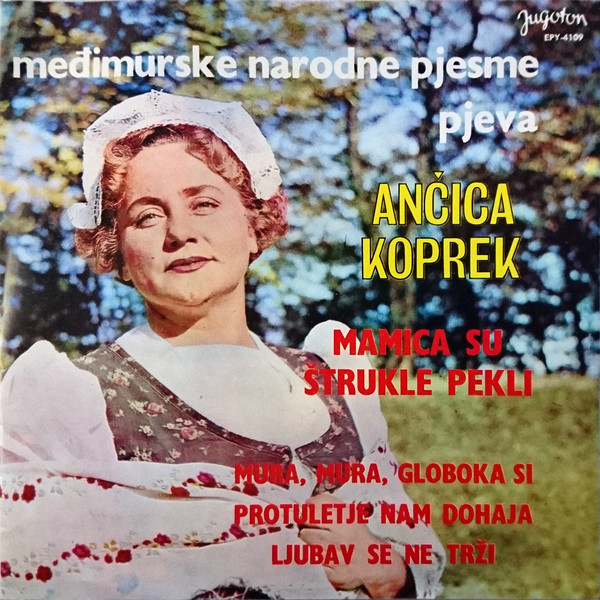 Jugoton
EPY-4109
međimurske narodne pjesme
pjeva
ANČICA
KOPREK
MAMICA SU
ŠTRUKLE PEKLI
MURA, MURA, GLOBOKA SI
PROTULETJE NAM DOHAJA
LJUBAV SE NE TRŽI